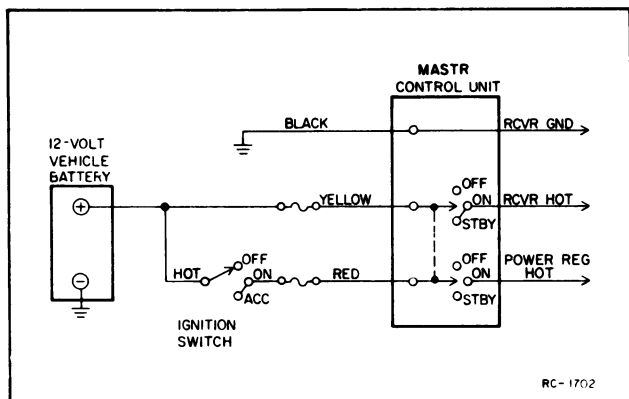 MASTR
CONTROL UNIT
BLACK
RCVR GND
12-VOLT
VEHICLE
BATTERY
+
YELLOW
OFF
ON
STBY
RCVR HOT
−
HOT
OFF
ON
ACC
RED
OFF
ON
STBY
POWER REG
HOT
IGNITION
SWITCH
RC-1702